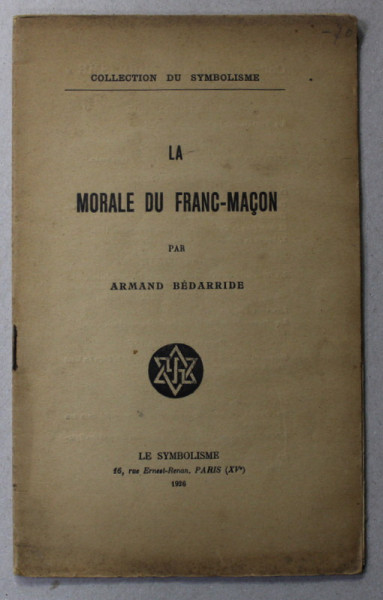 COLLECTION DU SYMBOLISME
LA
MORALE DU FRANC-MAÇON
PAR
ARMAND BÉDARRIDE
LE SYMBOLISME
16, rue Ernest-Renan, PARIS (XVe)